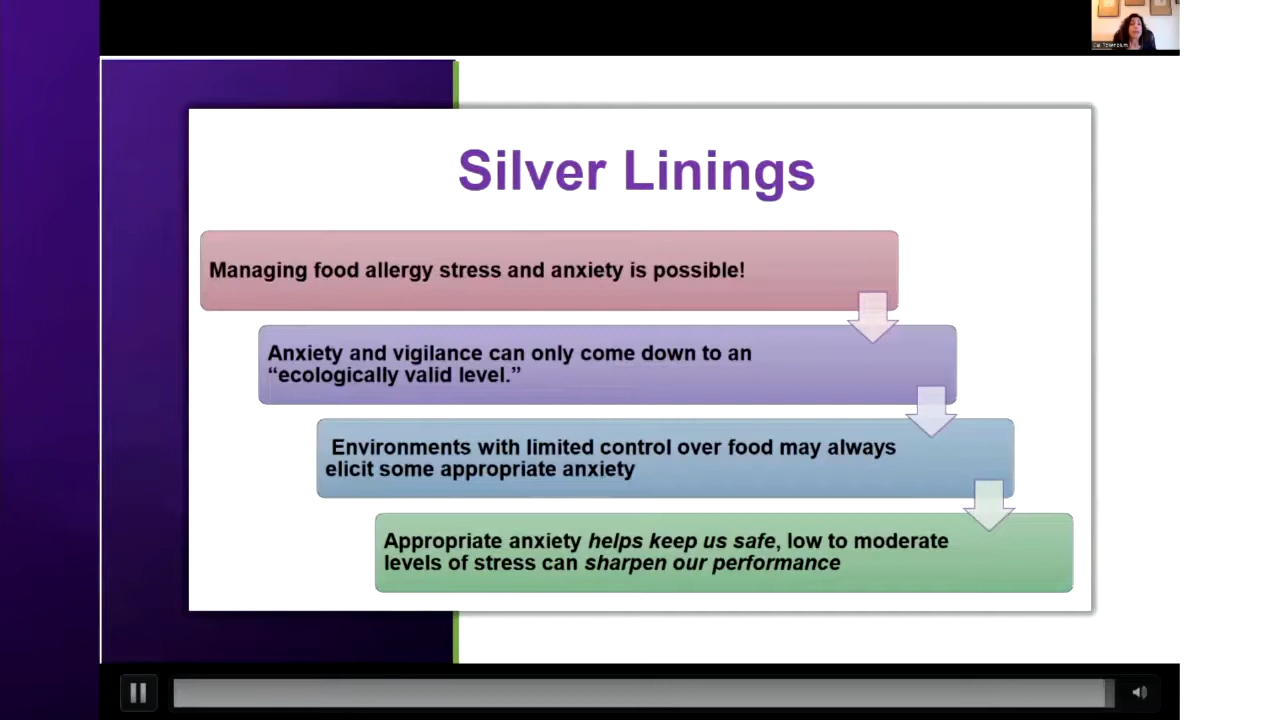 Silver Linings
Managing food allergy stress and anxiety is possible!
Anxiety and vigilance can only come down to an
“ecologically valid level.”
Environments with limited control over food may always
elicit some appropriate anxiety
Appropriate anxiety helps keep us safe, low to moderate
levels of stress can sharpen our performance